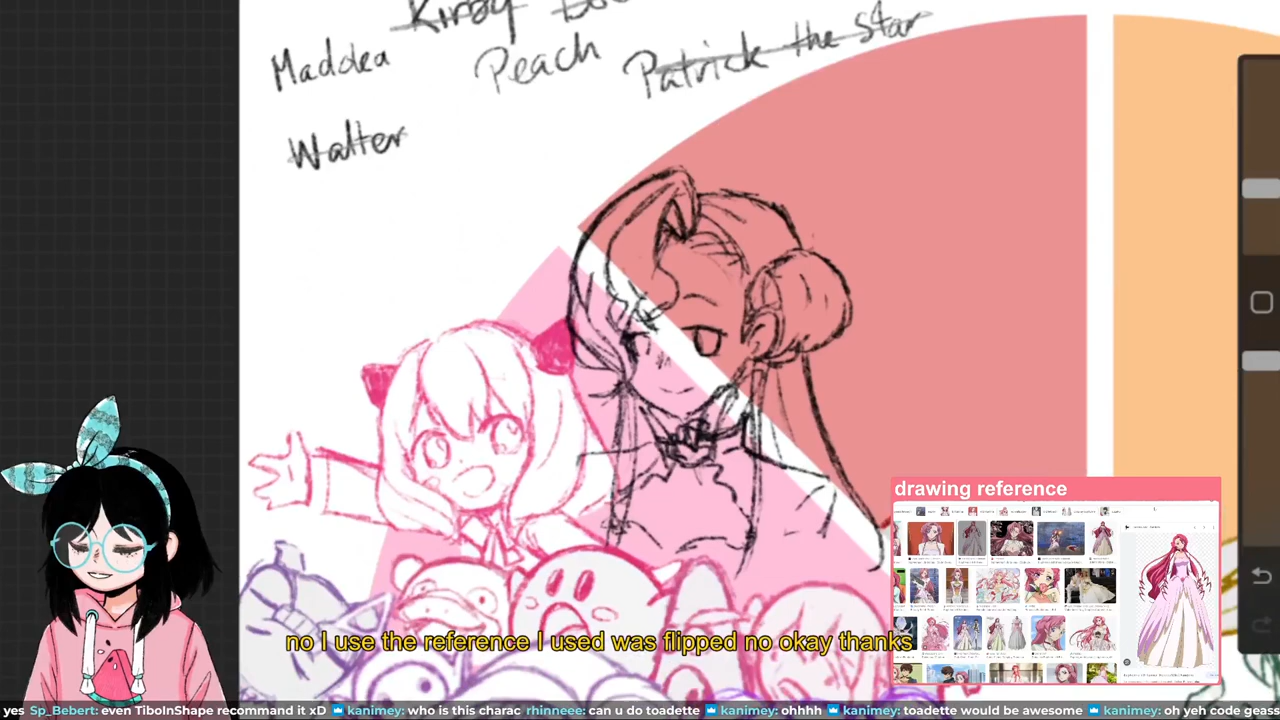 Kirby
Maddea
Peach
Patrick the Star
Walter
drawing reference
no I use the reference I used was flipped no okay thanks
yes Sp_Bebert: even TiboInShape recommand it xD kanimey: who is this charac rhinneee: can u do toadette kanimey: ohhhh kanimey: toadette would be awesome kanimey: oh yeh code geass